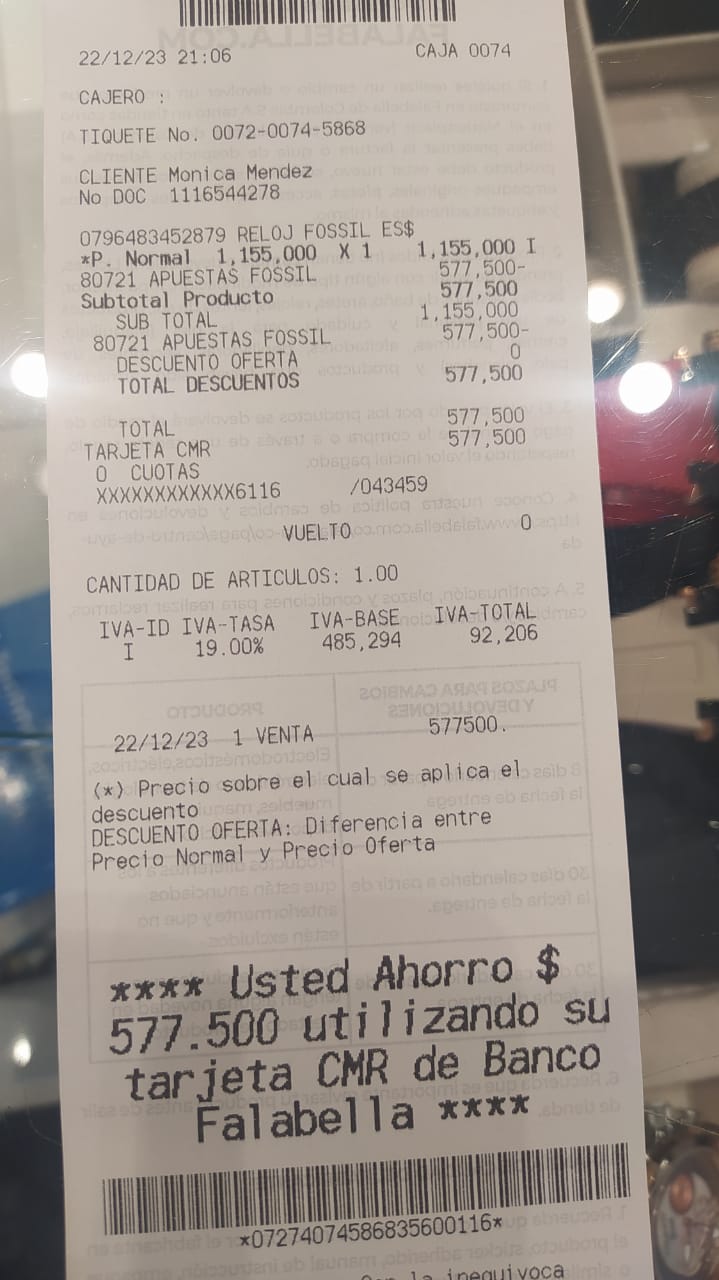 22/12/23 21:06 CAJA 0074
CAJERO :
TIQUETE No. 0072-0074-5868
CLIENTE Monica Mendez
No DOC 1116544278
0796483452879 RELOJ FOSSIL ES$
*P. Normal 1,155,000 X 1 1,155,000 I
80721 APUESTAS FOSSIL 577,500-
Subtotal Producto 577,500
SUB TOTAL 1,155,000
80721 APUESTAS FOSSIL 577,500-
DESCUENTO OFERTA 0
TOTAL DESCUENTOS 577,500
TOTAL 577,500
TARJETA CMR 577,500
0 CUOTAS
XXXXXXXXXXXX6116 /043459
VUELTO 0
CANTIDAD DE ARTICULOS: 1.00
IVA-ID IVA-TASA IVA-BASE IVA-TOTAL
I 19.00% 485,294 92,206
22/12/23 1 VENTA 577500.
(*) Precio sobre el cual se aplica el
descuento
DESCUENTO OFERTA: Diferencia entre
Precio Normal y Precio Oferta
**** Usted Ahorro $
577.500 utilizando su
tarjeta CMR de Banco
Falabella ****
*07274074586835600116*
la inequivoca